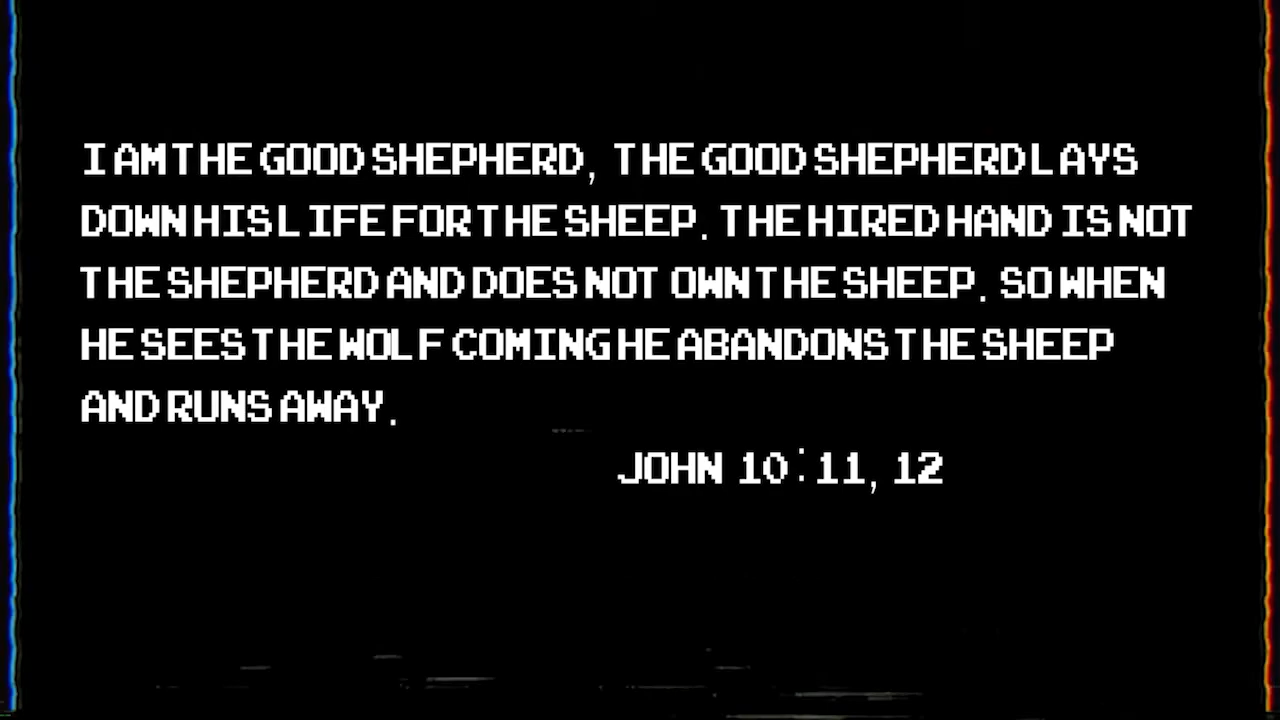 I AM THE GOOD SHEPHERD, THE GOOD SHEPHERD LAYS
DOWN HIS LIFE FOR THE SHEEP. THE HIRED HAND IS NOT
THE SHEPHERD AND DOES NOT OWN THE SHEEP. SO WHEN
HE SEES THE WOLF COMING HE ABANDONS THE SHEEP
AND RUNS AWAY.
JOHN 10:11, 12